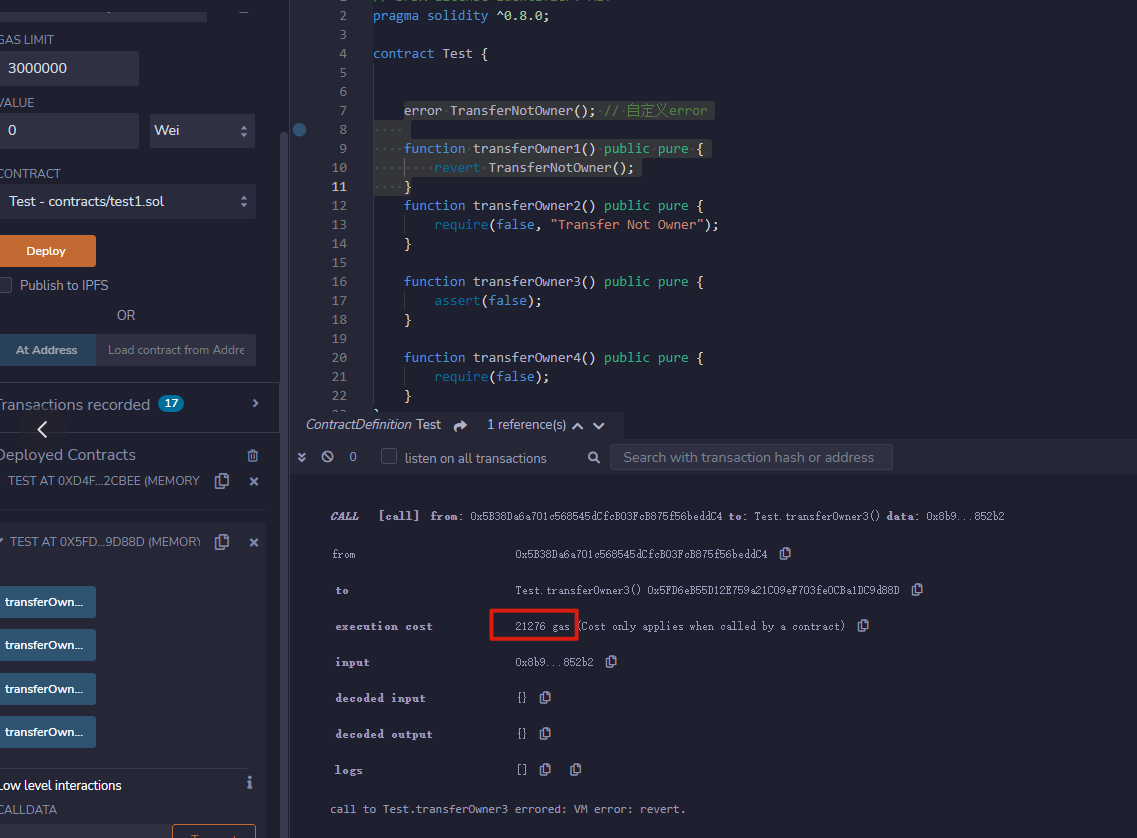 GAS LIMIT
3000000
VALUE
0
Wei
CONTRACT
Test - contracts/test1.sol
Deploy
Publish to IPFS
OR
At Address
Load contract from Addre
Transactions recorded 17
Deployed Contracts
TEST AT 0XD4F...2CBEE (MEMORY
TEST AT 0X5FD...9D88D (MEMORY
transferOwn...
transferOwn...
transferOwn...
transferOwn...
Low level interactions
i
CALLDATA
2 pragma solidity ^0.8.0;
3
4 contract Test {
5
6
7 error TransferNotOwner(); // 自定义error
8
9 function transferOwner1() public pure {
10 revert TransferNotOwner();
11 }
12 function transferOwner2() public pure {
13 require(false, "Transfer Not Owner");
14 }
15
16 function transferOwner3() public pure {
17 assert(false);
18 }
19
20 function transferOwner4() public pure {
21 require(false);
22 }
ContractDefinition Test 1 reference(s)
0 listen on all transactions
Search with transaction hash or address
CALL [call] from: 0x5B38Da6a701c568545dCfcB03FcB875f56beddC4 to: Test.transferOwner3() data: 0x8b9...852b2
from 0x5B38Da6a701c568545dCfcB03FcB875f56beddC4
to Test.transferOwner3() 0x5FD6eB55D12E759a21C09eF703fe0CBa1DC9d88D
execution cost 21276 gas (Cost only applies when called by a contract)
input 0x8b9...852b2
decoded input {}
decoded output {}
logs []
call to Test.transferOwner3 errored: VM error: revert.